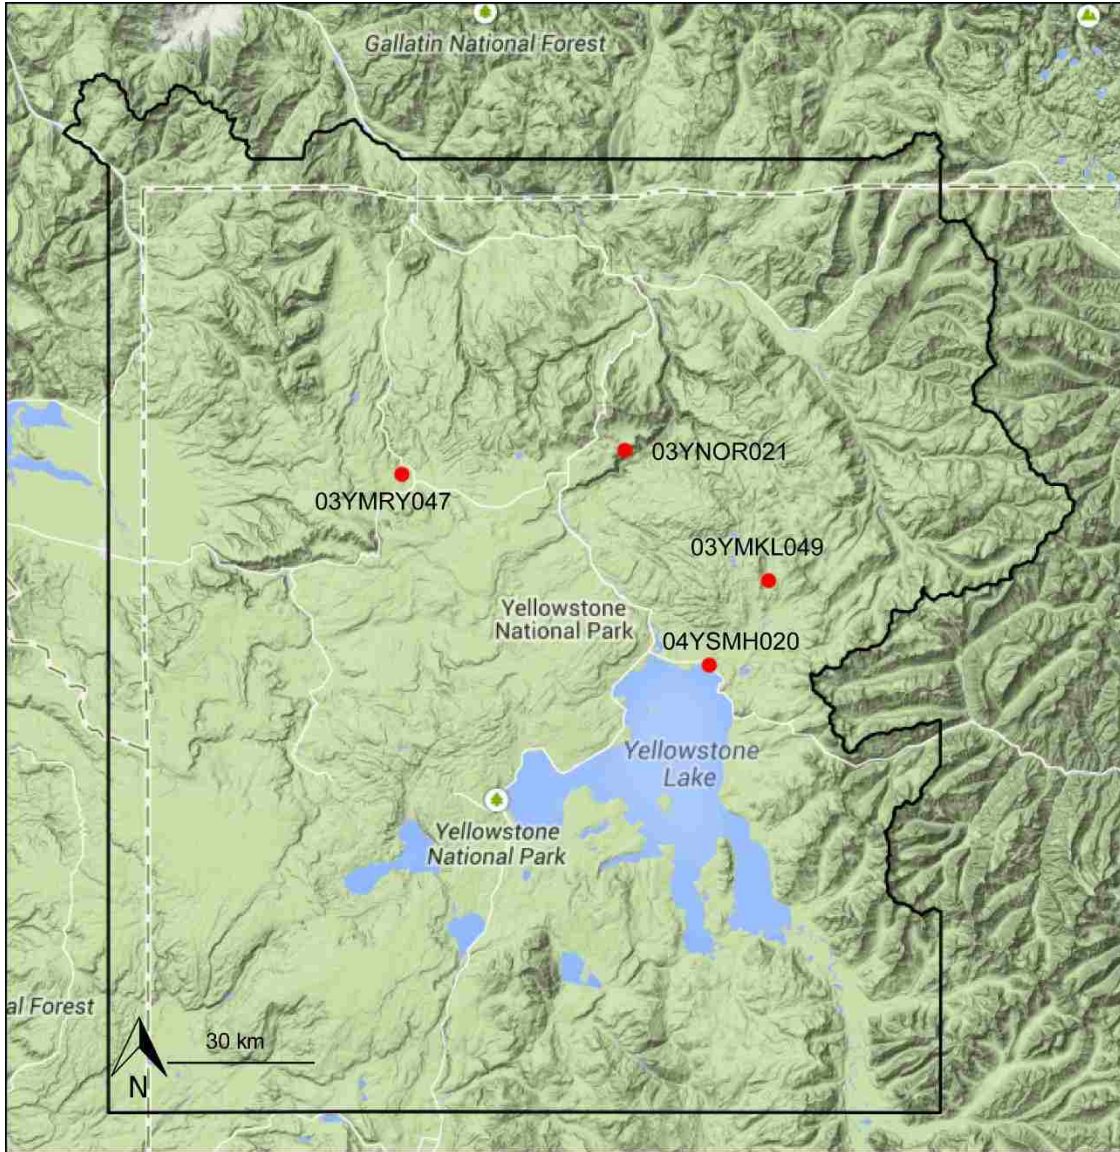 Gallatin National Forest
03YNOR021
03YMRY047
03YMKL049
Yellowstone
National Park
04YSMH020
Yellowstone
Lake
Yellowstone
National Park
al Forest
30 km
N